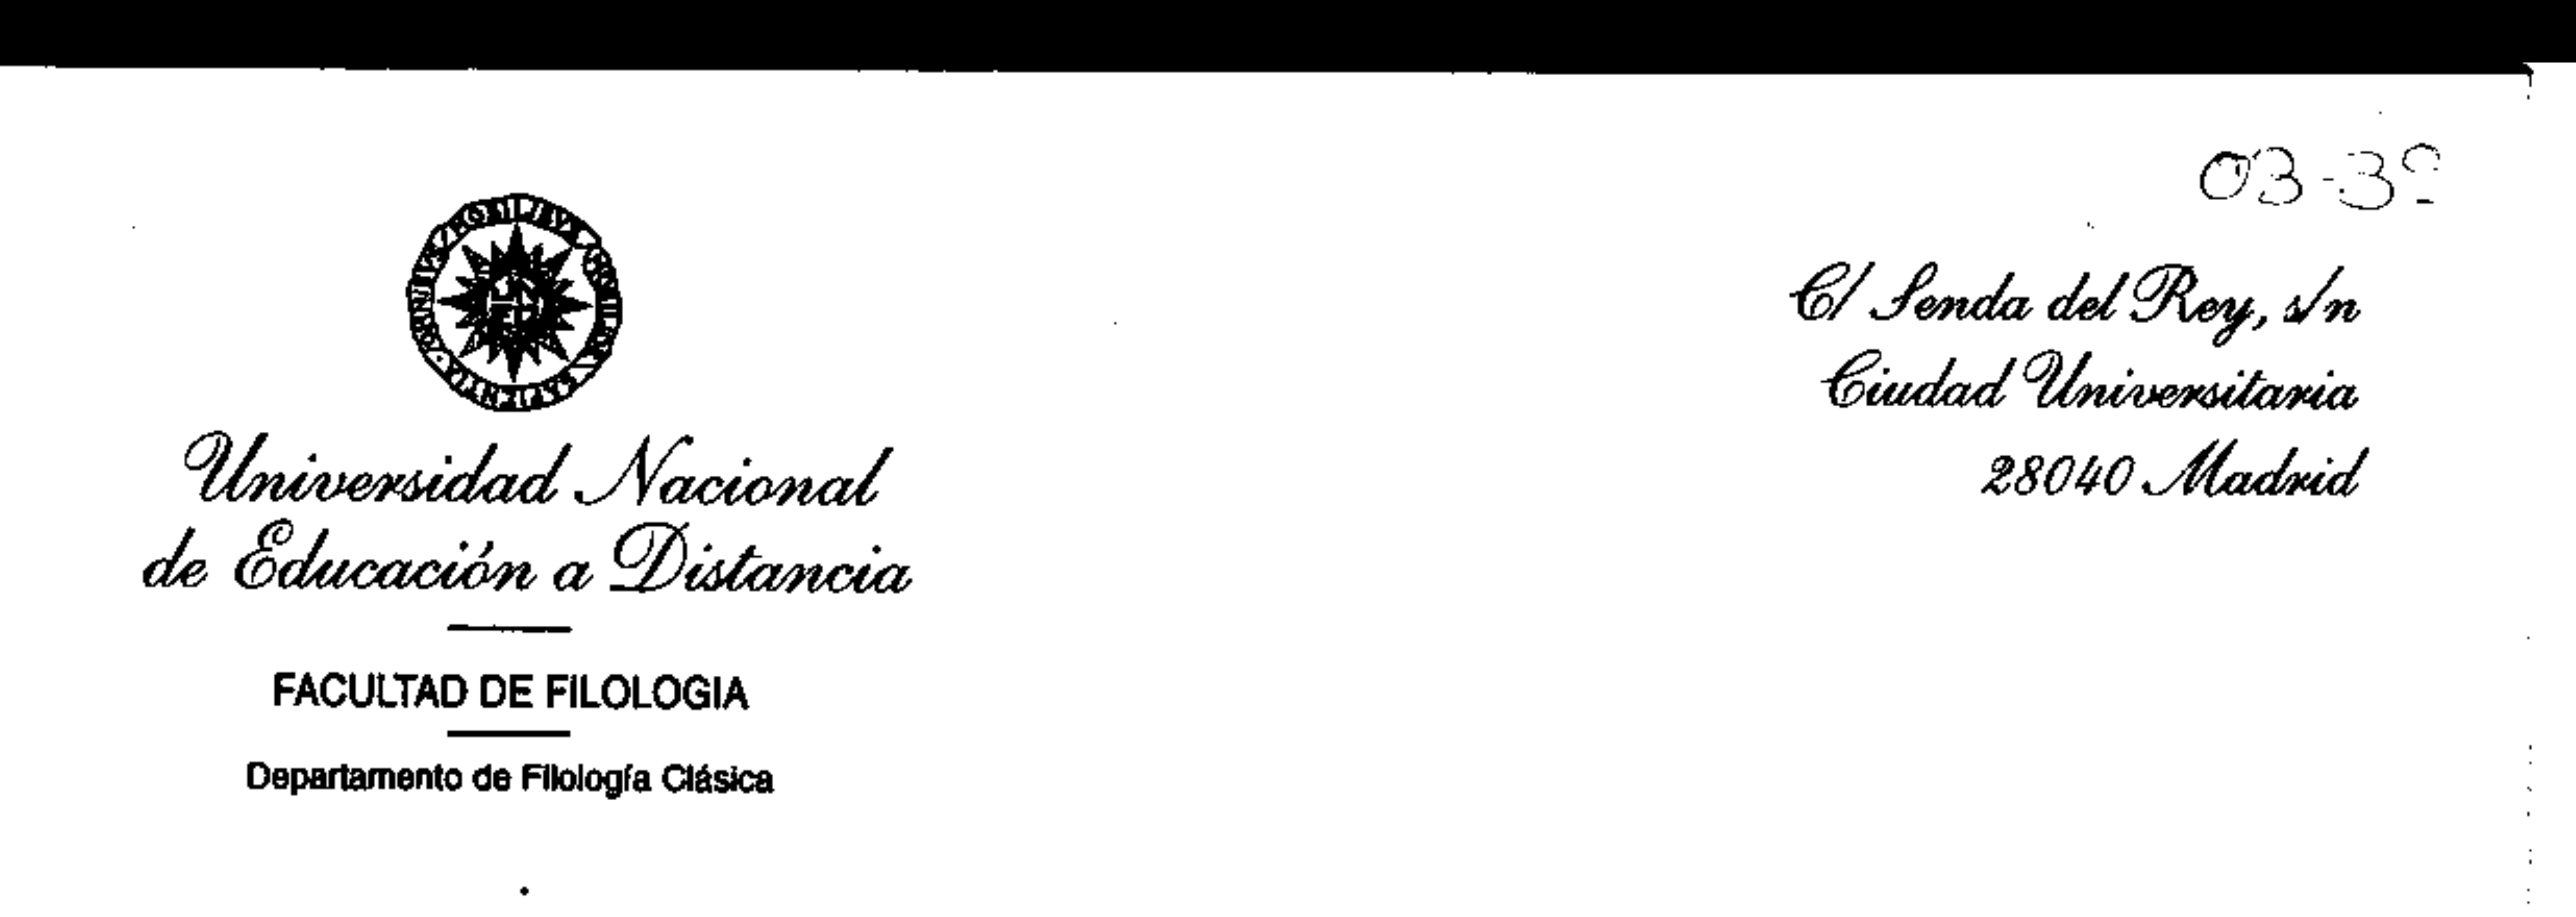 03-3º
C/ Senda del Rey, s/n
Ciudad Universitaria
28040 Madrid
Universidad Nacional
de Educación a Distancia
FACULTAD DE FILOLOGIA
Departamento de Filología Clásica